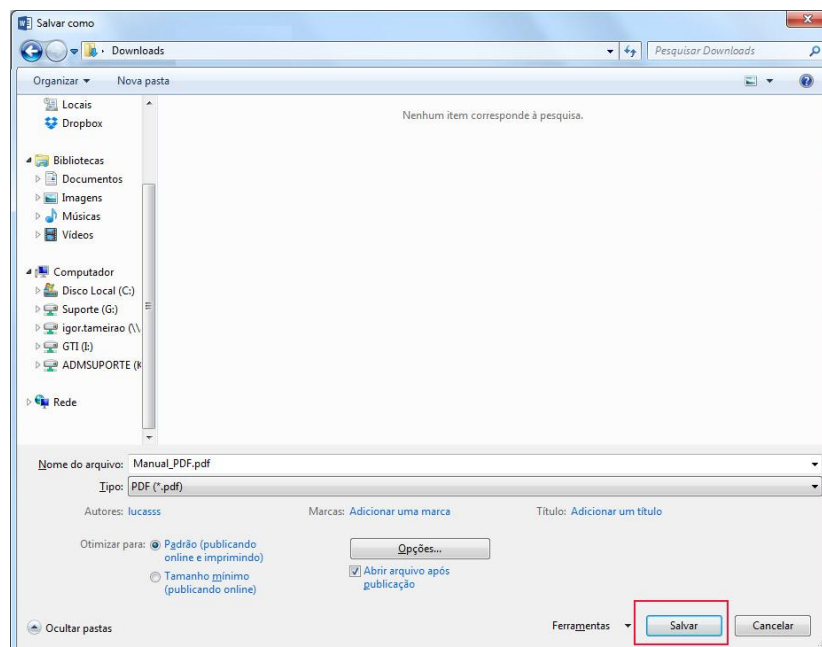 Salvar como
Downloads
Pesquisar Downloads
Organizar
Nova pasta
Locais
Dropbox
Bibliotecas
Documentos
Imagens
Músicas
Vídeos
Computador
Disco Local (C:)
Suporte (G:)
igor.tameirao (\\
GTI (I:)
ADMSUPORTE (K
Rede
Nenhum item corresponde à pesquisa.
Nome do arquivo: Manual_PDF.pdf
Tipo: PDF (*.pdf)
Autores: lucasss
Marcas: Adicionar uma marca
Título: Adicionar um título
Otimizar para: Padrão (publicando
online e imprimindo)
Tamanho mínimo
(publicando online)
Opções...
Abrir arquivo após
publicação
Ocultar pastas
Ferramentas
Salvar
Cancelar